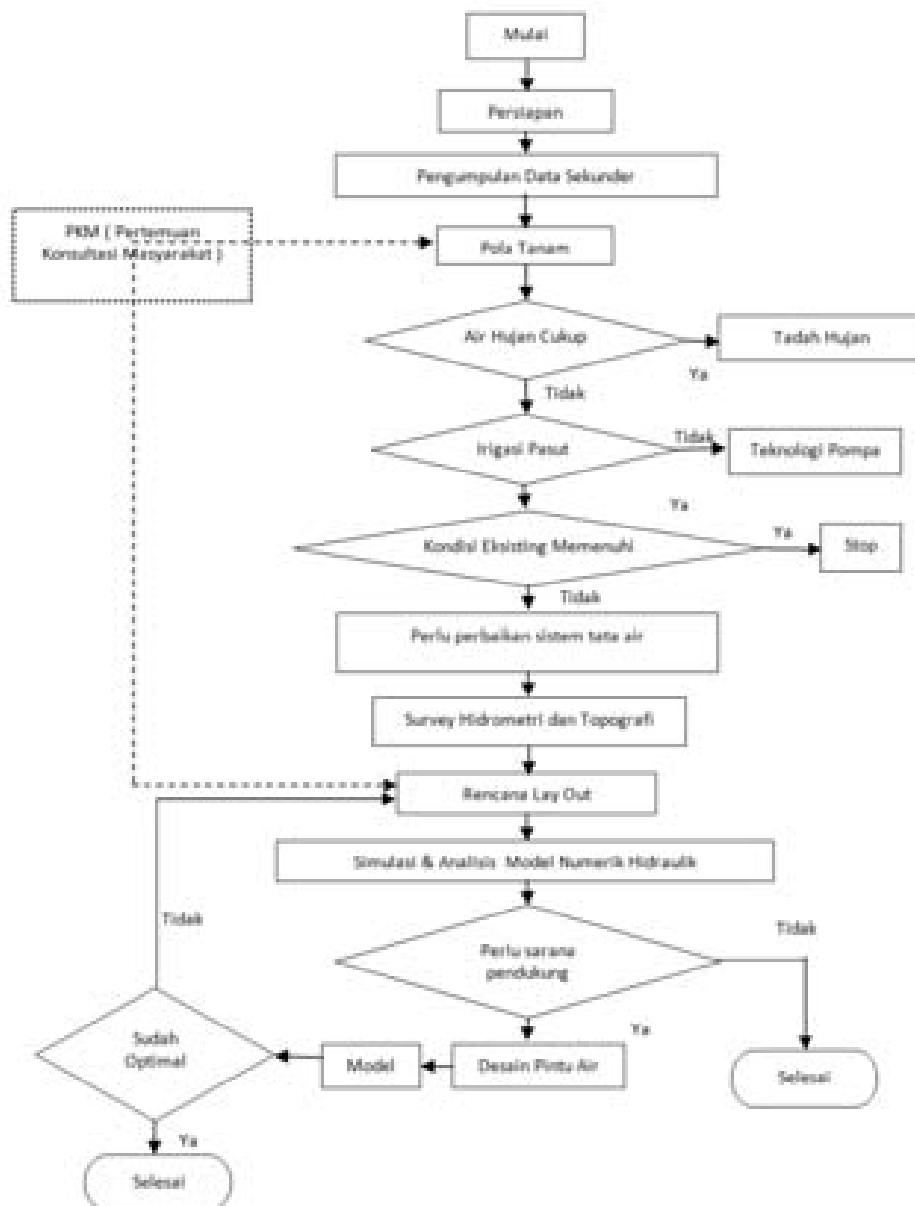 Mulai
Persiapan
Pengumpulan Data Sekunder
PKM ( Pertemuan
Konsultasi Masyarakat )
Pola Tanam
Air Hujan Cukup
Tadah Hujan
Ya
Tidak
Irigasi Pasut
Tidak
Teknologi Pompa
Ya
Kondisi Eksisting Memenuhi
Ya
Stop
Tidak
Perlu perbaikan sistem tata air
Survey Hidrometri dan Topografi
Rencana Lay Out
Simulasi & Analisis Model Numerik Hidraulik
Tidak
Perlu sarana
pendukung
Tidak
Ya
Sudah
Optimal
Model
Desain Pintu Air
Selesai
Ya
Selesai